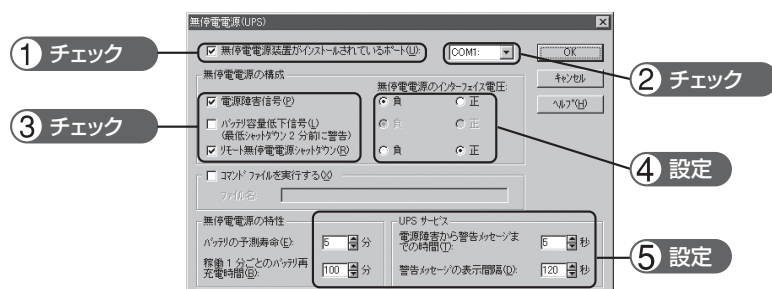 無停電電源(UPS)
① チェック
無停電電源装置がインストールされているポート(U):
COM1:
OK
② チェック
無停電電源の構成
無停電電源のインターフェイス電圧:
キャンセル
ヘルプ(H)
③ チェック
電源障害信号(P)
負
正
バッテリ容量低下信号(L)
(最低シャットダウン 2 分前に警告)
負
正
リモート無停電電源シャットダウン(R)
負
正
④ 設定
コマンド ファイルを実行する(X)
ファイル名:
無停電電源の特性
UPS サービス
バッテリの予測寿命(E):
5
分
電源障害から警告メッセージま
での時間(T):
5
秒
⑤ 設定
稼働 1 分ごとのバッテリ再
充電時間(B):
100
分
警告メッセージの表示間隔(D):
120
秒